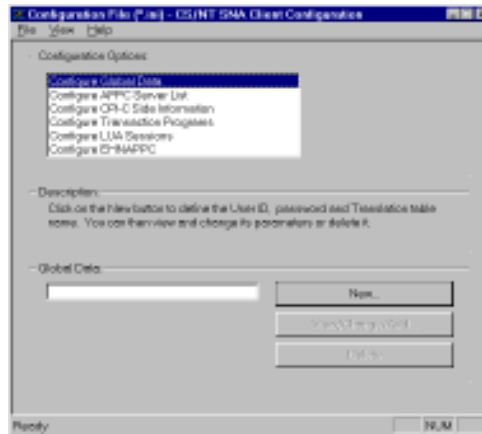 Configuration File (*.ini) - CS/NT SNA Client Configuration
File View Help
Configuration Options:
Configure Global Data
Configure APPC Server List
Configure CPI-C Side Information
Configure Transaction Programs
Configure LUA Sessions
Configure EHNAPPC
Description:
Click on the New button to define the User ID, password and Translation table
name. You can then view and change its parameters or delete it.
Global Data:
New...
View/Change/Add...
Delete
Ready NUM